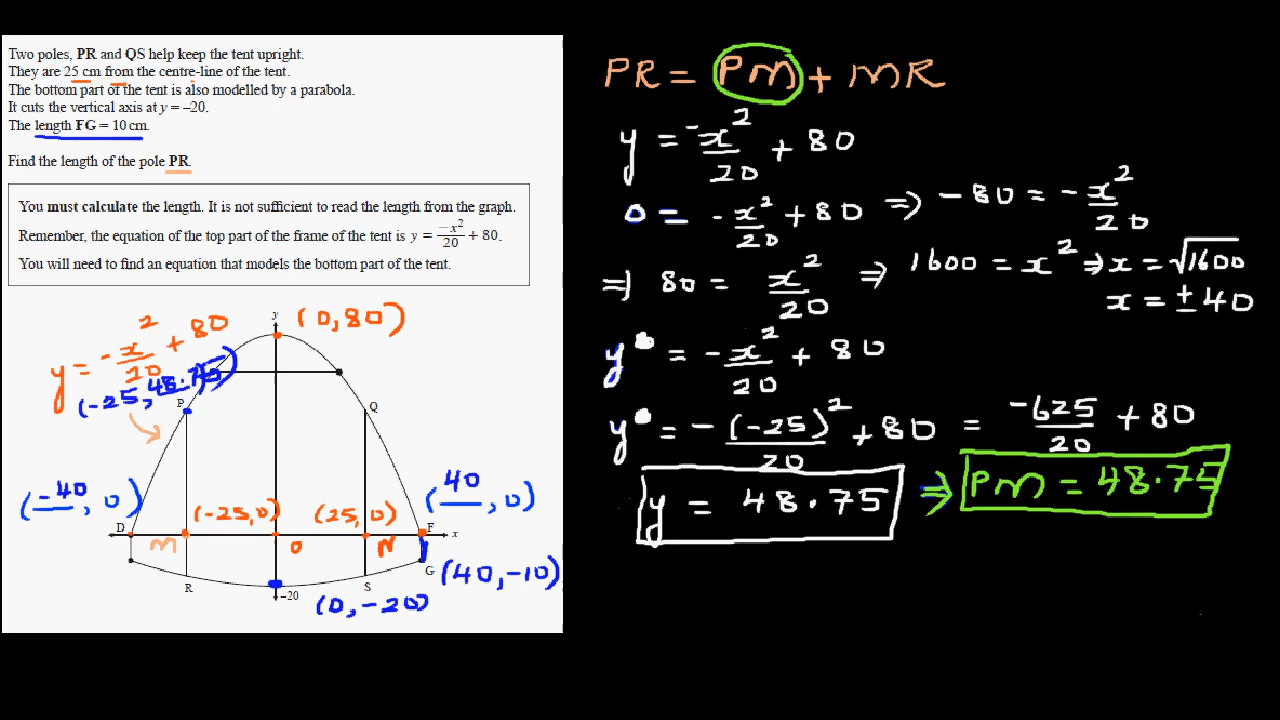 Two poles, PR and QS help keep the tent upright.
They are 25 cm from the centre-line of the tent.
The bottom part of the tent is also modelled by a parabola.
It cuts the vertical axis at y = –20.
The length FG = 10 cm.
Find the length of the pole PR.
You must calculate the length. It is not sufficient to read the length from the graph.
Remember, the equation of the top part of the frame of the tent is y = −x²/20 + 80.
You will need to find an equation that models the bottom part of the tent.
y
(0,80)
y = -x²/20 + 80
(-25, 48.75)
P
Q
(-40, 0)
(-25,0)
(25, 0)
(40, 0)
D
M
O
N
F
x
G
(40,-10)
R
S
-20
(0,-20)
PR = PM + MR
y = -x²/20 + 80
0 = -x²/20 + 80 ⇒ -80 = -x²/20
⇒ 80 = x²/20 ⇒ 1600 = x² ⇒ x = √1600
x = ± 40
y = -x²/20 + 80
y = -(-25)²/20 + 80 = -625/20 + 80
y = 48.75 ⇒ PM = 48.75